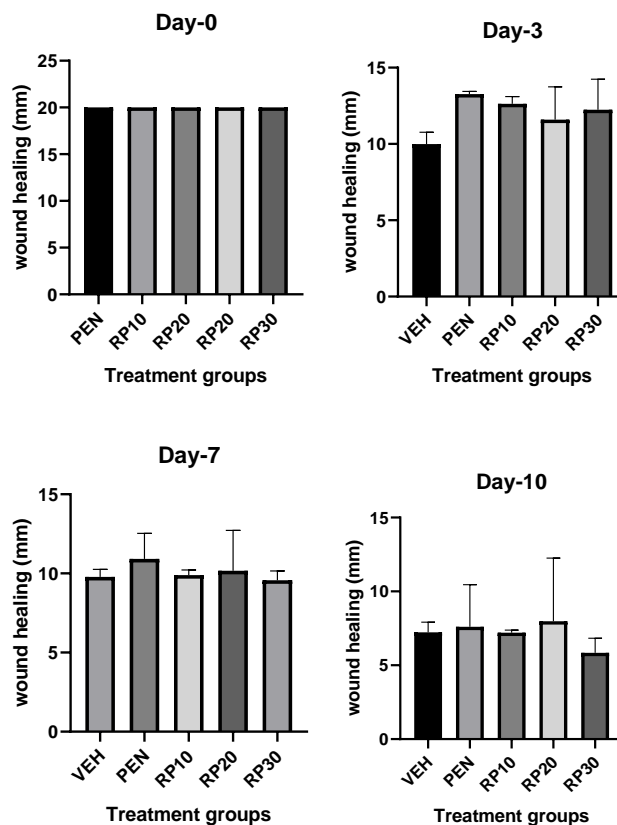 Day-0
wound healing (mm)
25
20
15
10
5
0
PEN
RP10
RP20
RP20
RP30
Treatment groups
Day-3
wound healing (mm)
15
10
5
0
VEH
PEN
RP10
RP20
RP30
Treatment groups
Day-7
wound healing (mm)
15
10
5
0
VEH
PEN
RP10
RP20
RP30
Treatment groups
Day-10
wound healing (mm)
15
10
5
0
VEH
PEN
RP10
RP20
RP30
Treatment groups